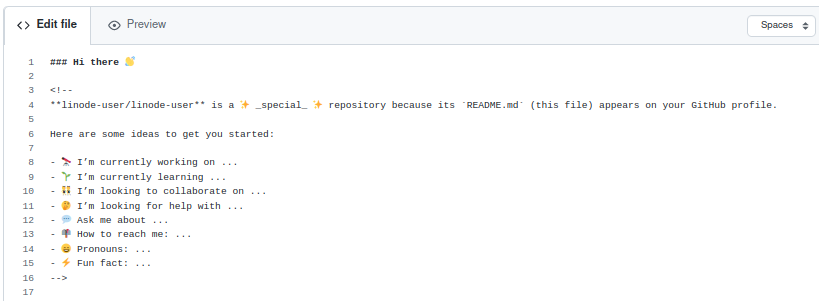 <> Edit file Preview Spaces
1 ### Hi there 👋
2
3 <!--
4 **linode-user/linode-user** is a ✨ _special_ ✨ repository because its `README.md` (this file) appears on your GitHub profile.
5
6 Here are some ideas to get you started:
7
8 - 🔭 I’m currently working on ...
9 - 🌱 I’m currently learning ...
10 - 👯 I’m looking to collaborate on ...
11 - 🤔 I’m looking for help with ...
12 - 💬 Ask me about ...
13 - 📫 How to reach me: ...
14 - 😄 Pronouns: ...
15 - ⚡ Fun fact: ...
16 -->
17